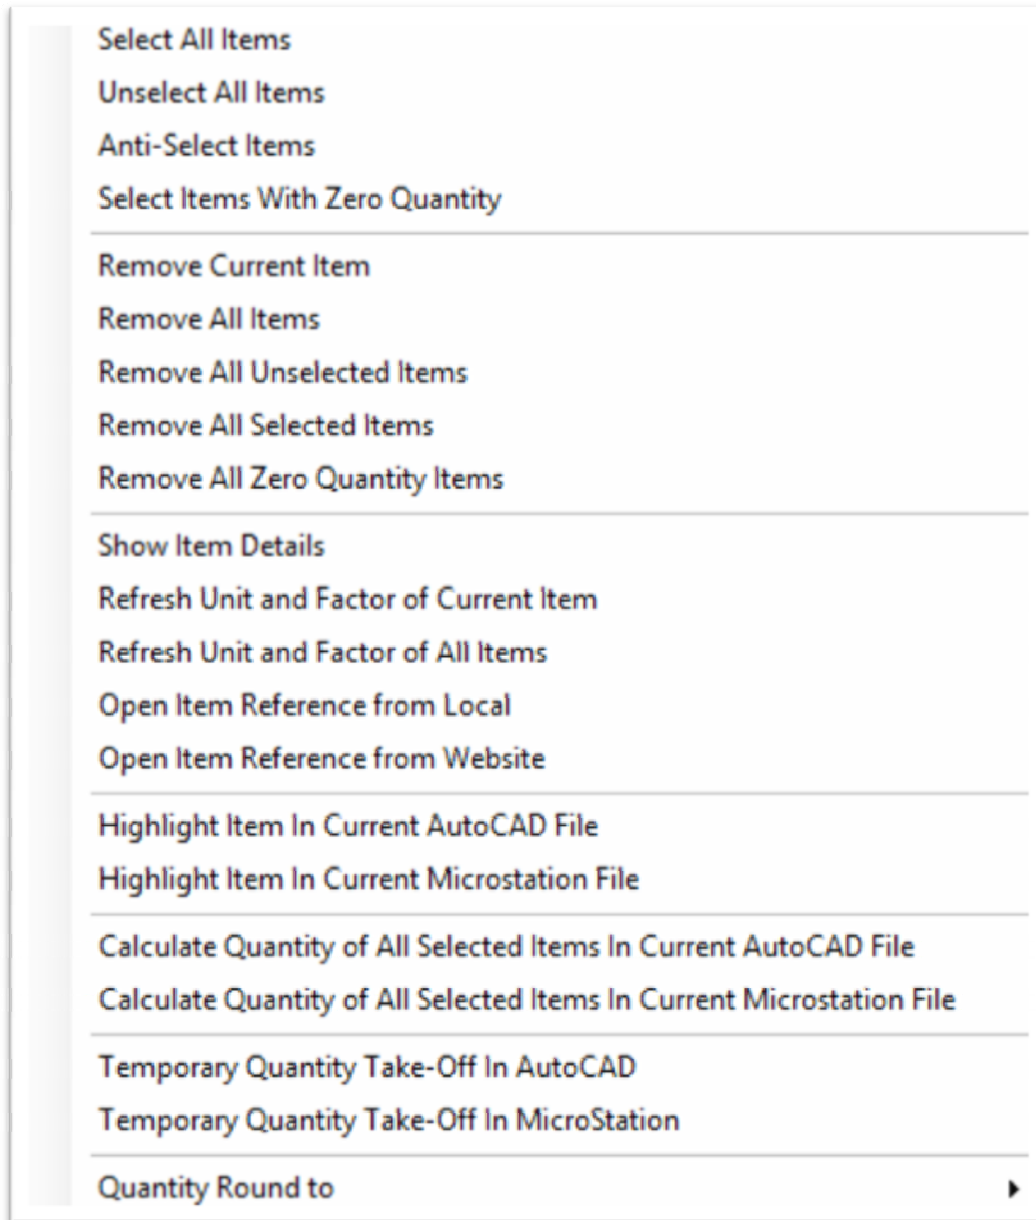 Select All Items
Unselect All Items
Anti-Select Items
Select Items With Zero Quantity
Remove Current Item
Remove All Items
Remove All Unselected Items
Remove All Selected Items
Remove All Zero Quantity Items
Show Item Details
Refresh Unit and Factor of Current Item
Refresh Unit and Factor of All Items
Open Item Reference from Local
Open Item Reference from Website
Highlight Item In Current AutoCAD File
Highlight Item In Current Microstation File
Calculate Quantity of All Selected Items In Current AutoCAD File
Calculate Quantity of All Selected Items In Current Microstation File
Temporary Quantity Take-Off In AutoCAD
Temporary Quantity Take-Off In MicroStation
Quantity Round to